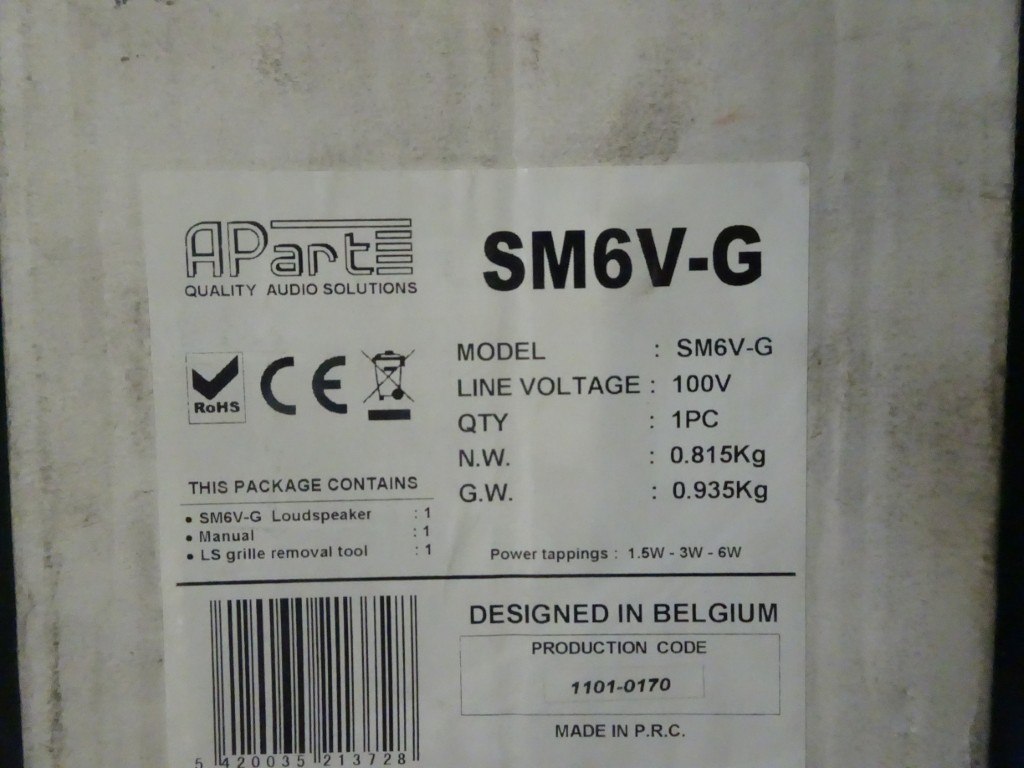 APart
QUALITY AUDIO SOLUTIONS
SM6V-G
RoHS
CE
MODEL : SM6V-G
LINE VOLTAGE : 100V
QTY : 1PC
N.W. : 0.815Kg
G.W. : 0.935Kg
THIS PACKAGE CONTAINS
• SM6V-G Loudspeaker : 1
• Manual : 1
• LS grille removal tool : 1
Power tappings : 1.5W - 3W - 6W
DESIGNED IN BELGIUM
PRODUCTION CODE
1101-0170
MADE IN P.R.C.
5 420035 213728